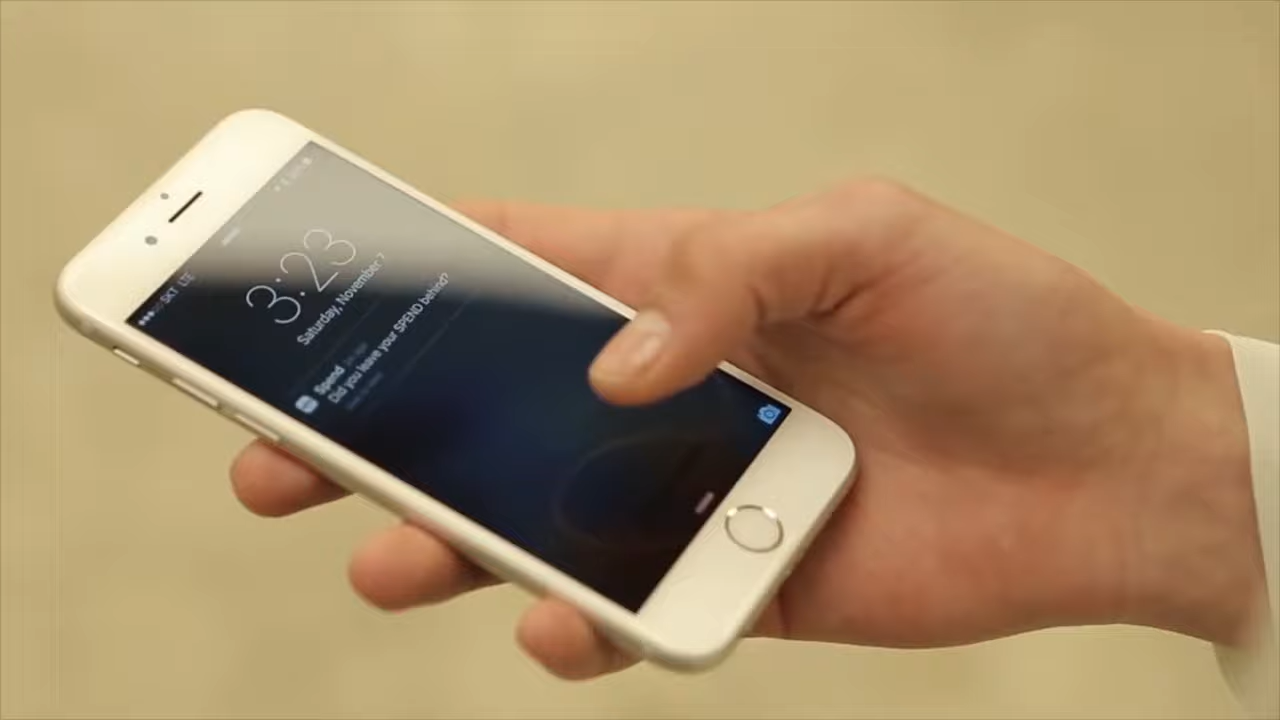 SKT LTE
3:23
Saturday, November 7
Spend
Did you leave your SPEND behind?